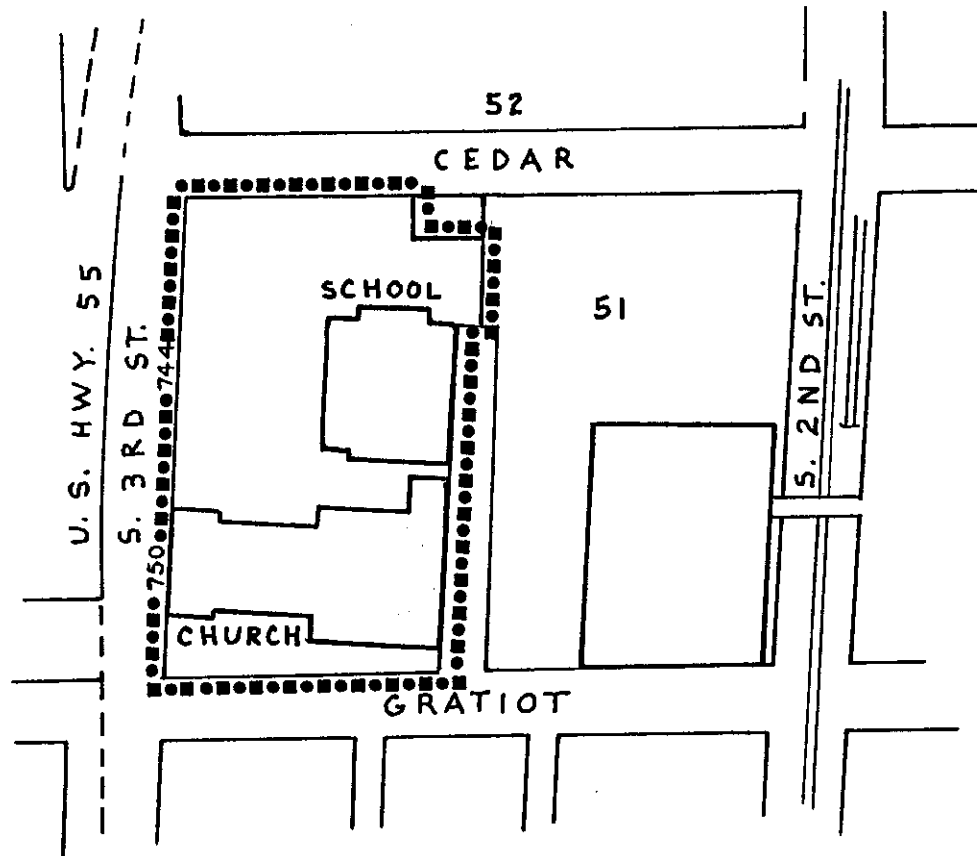 52
CEDAR
U.S. HWY. 55
S. 3RD ST.
744
SCHOOL
51
S. 2ND ST.
750
CHURCH
GRATIOT